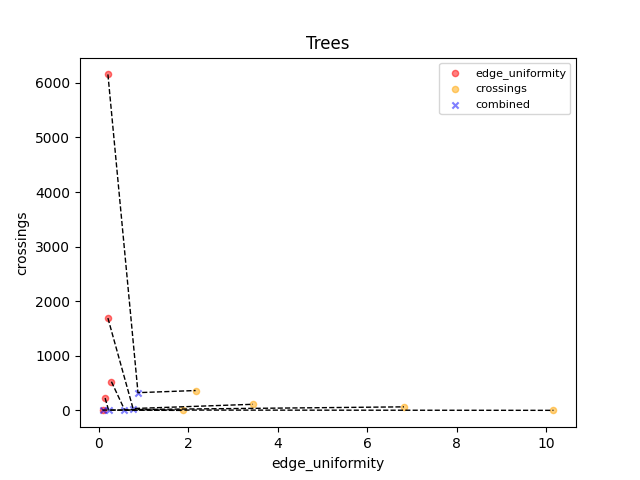 Trees
edge_uniformity
crossings
combined
6000
5000
4000
3000
2000
1000
0
crossings
0 2 4 6 8 10
edge_uniformity